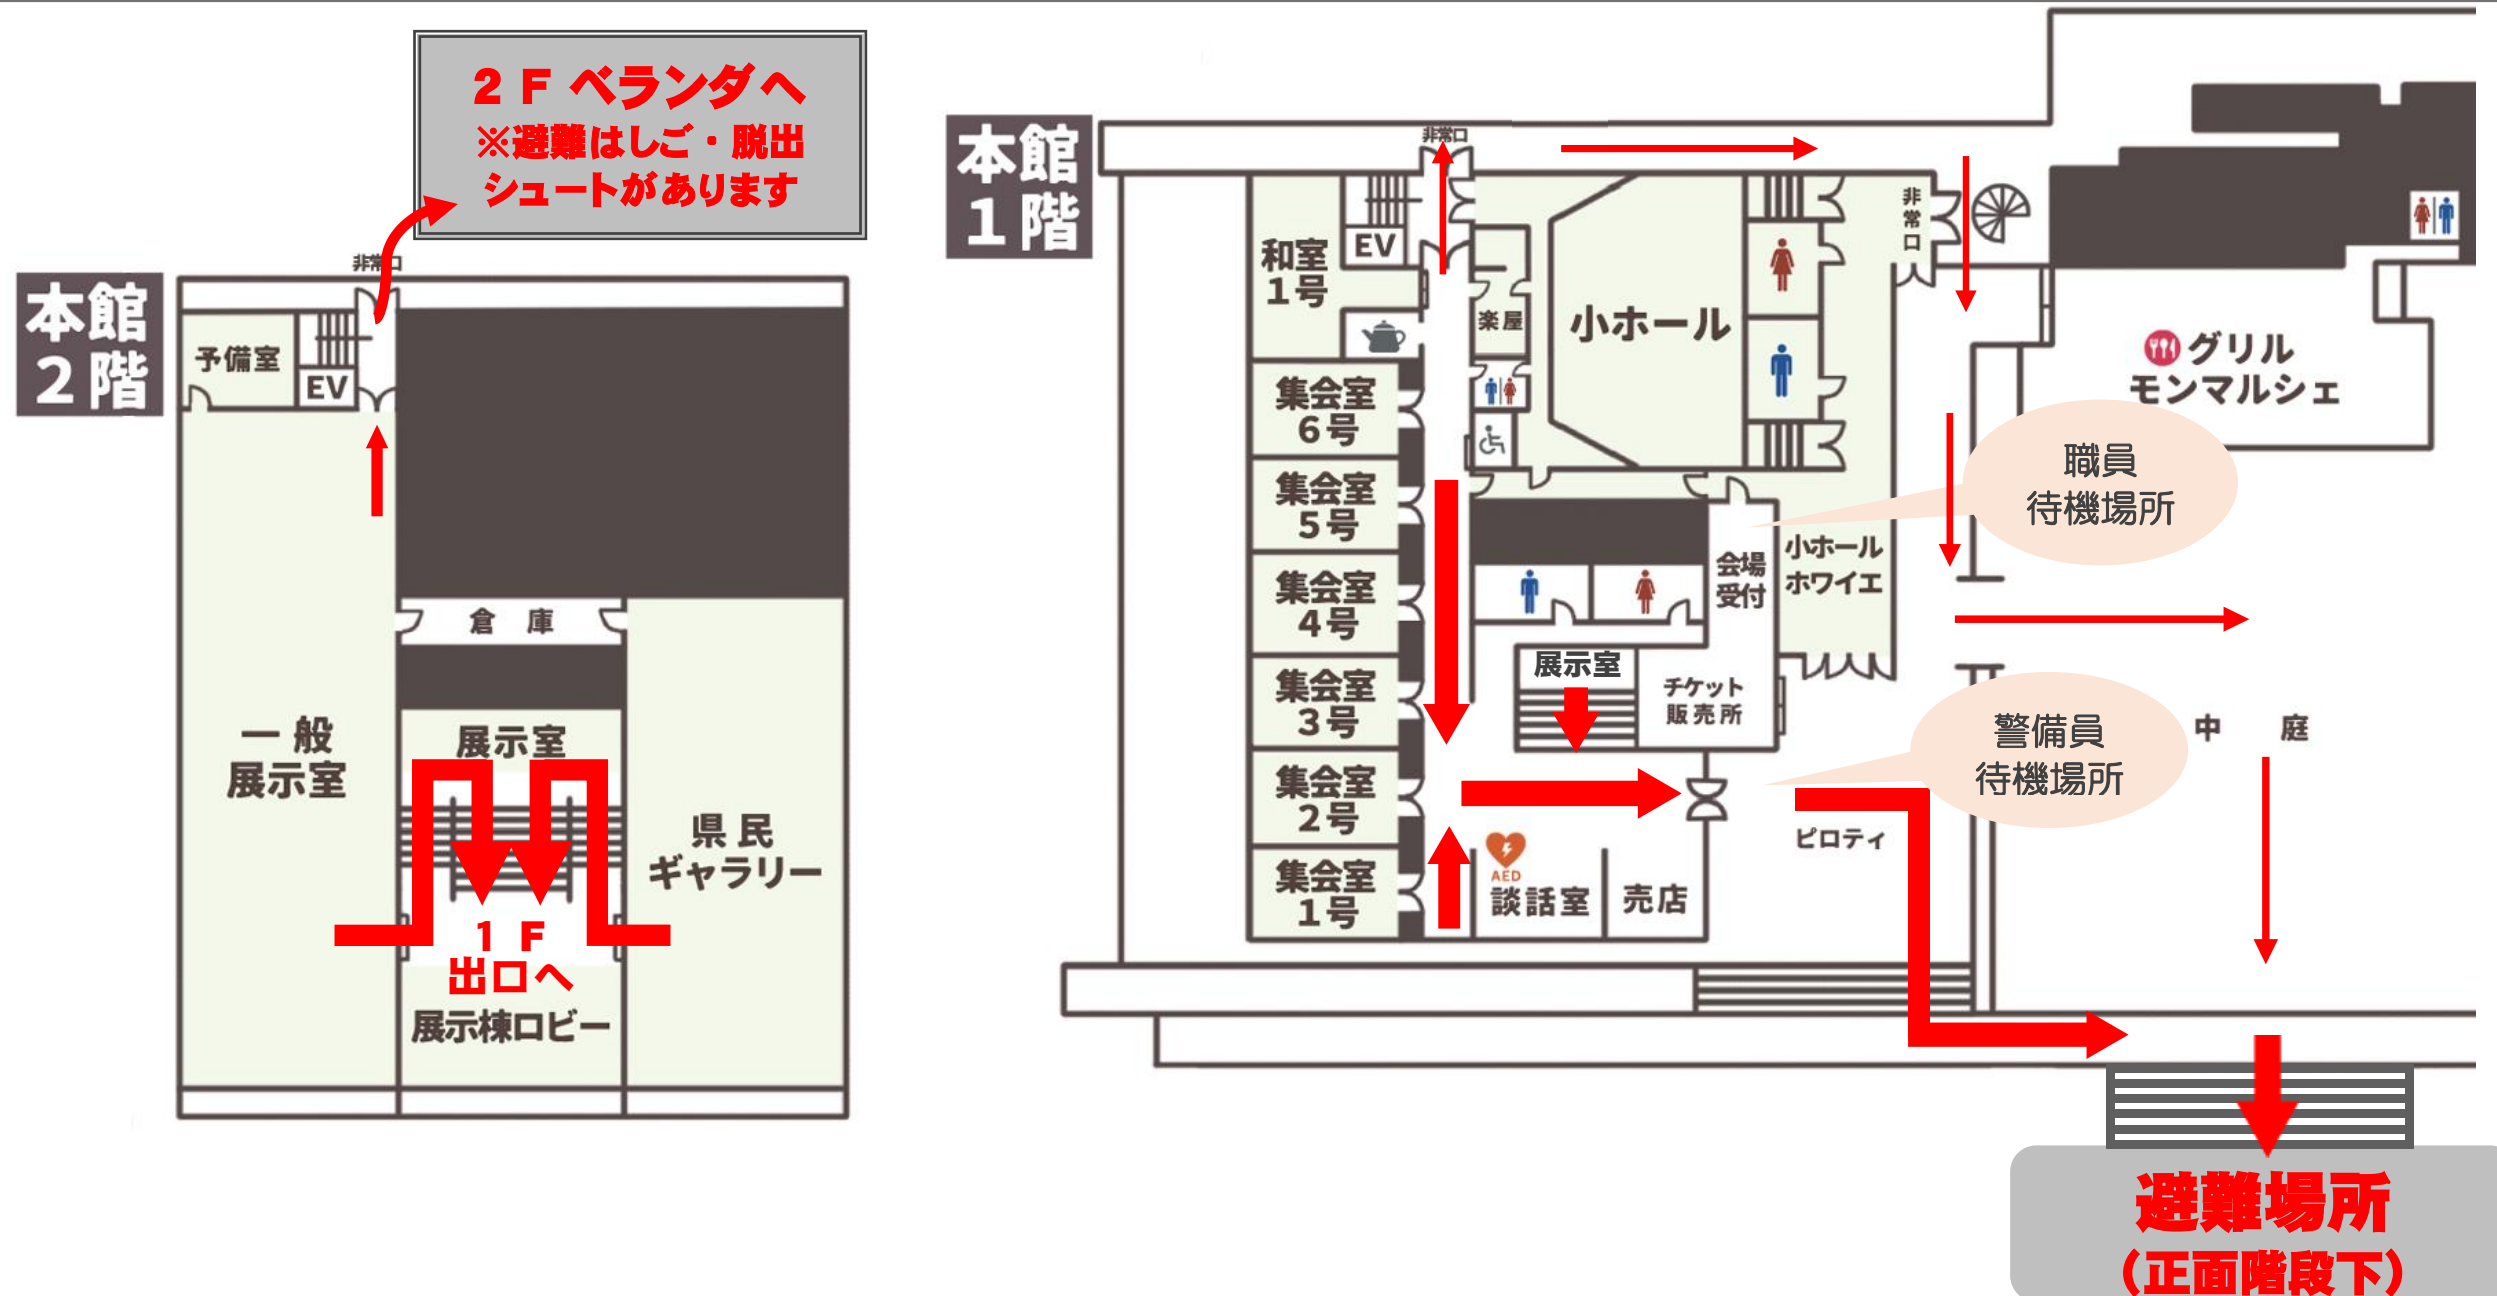 ２Ｆ ベランダへ
※避難はしご・脱出
シュートがあります
非常口
本館
２階
予備室
EV
倉 庫
一般
展示室
展示室
県民
ギャラリー
１Ｆ
出口へ
展示棟ロビー
本館
１階
非常口
和室
１号
EV
楽屋
小ホール
非常口
グリル
モンマルシェ
集会室
６号
集会室
５号
集会室
４号
集会室
３号
集会室
２号
集会室
１号
職員
待機場所
会場
受付
小ホール
ホワイエ
展示室
チケット
販売所
警備員
待機場所
中 庭
ピロティ
AED
談話室
売店
避難場所
（正面階段下）